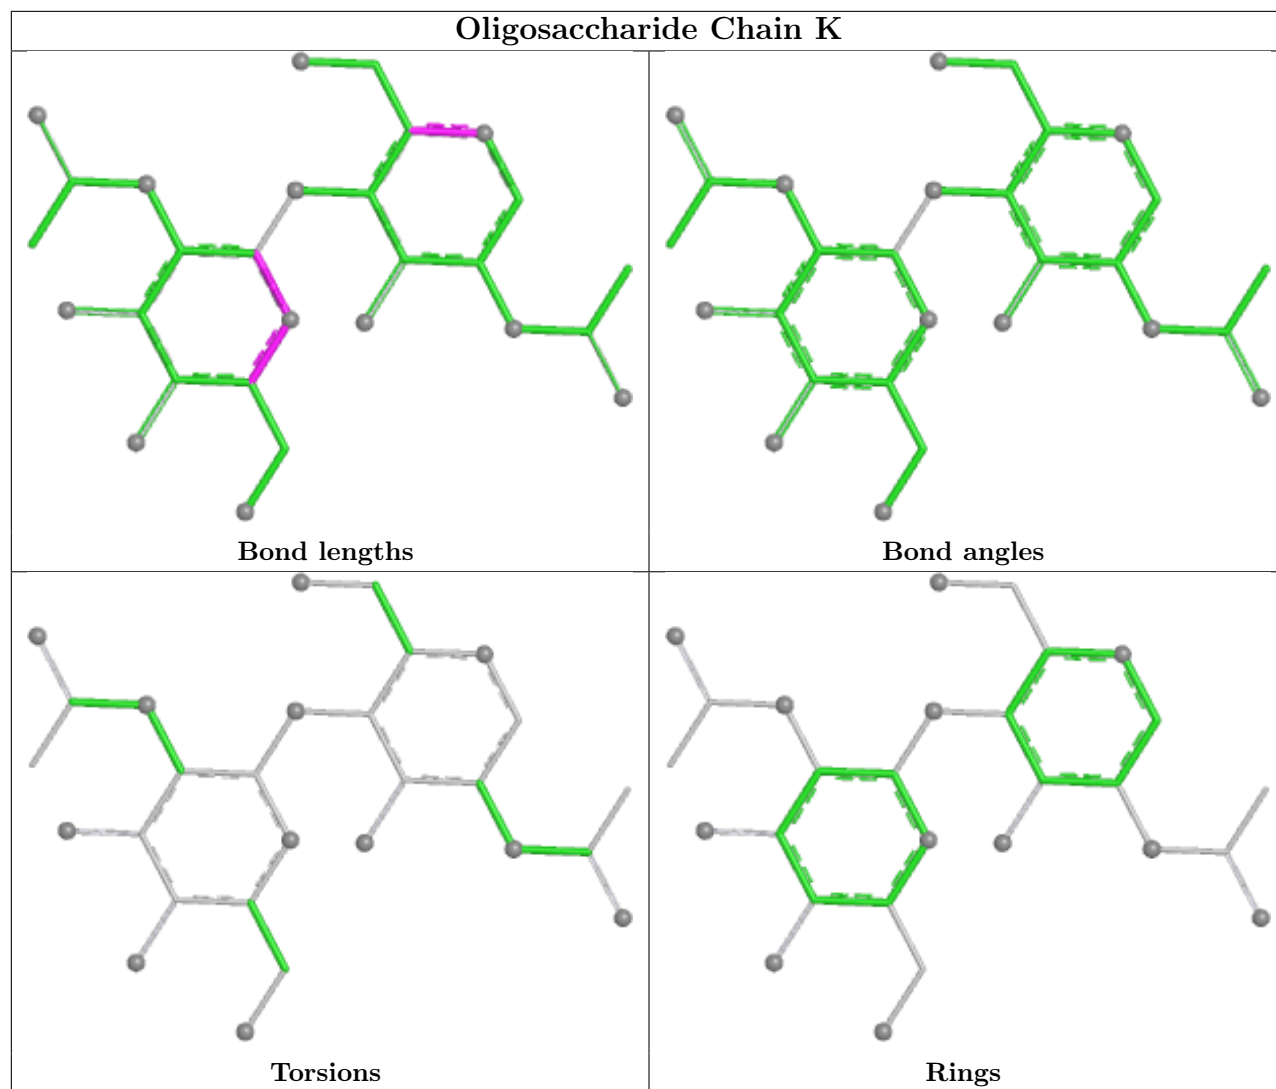 Oligosaccharide Chain K
Bond lengths
Bond angles
Torsions
Rings